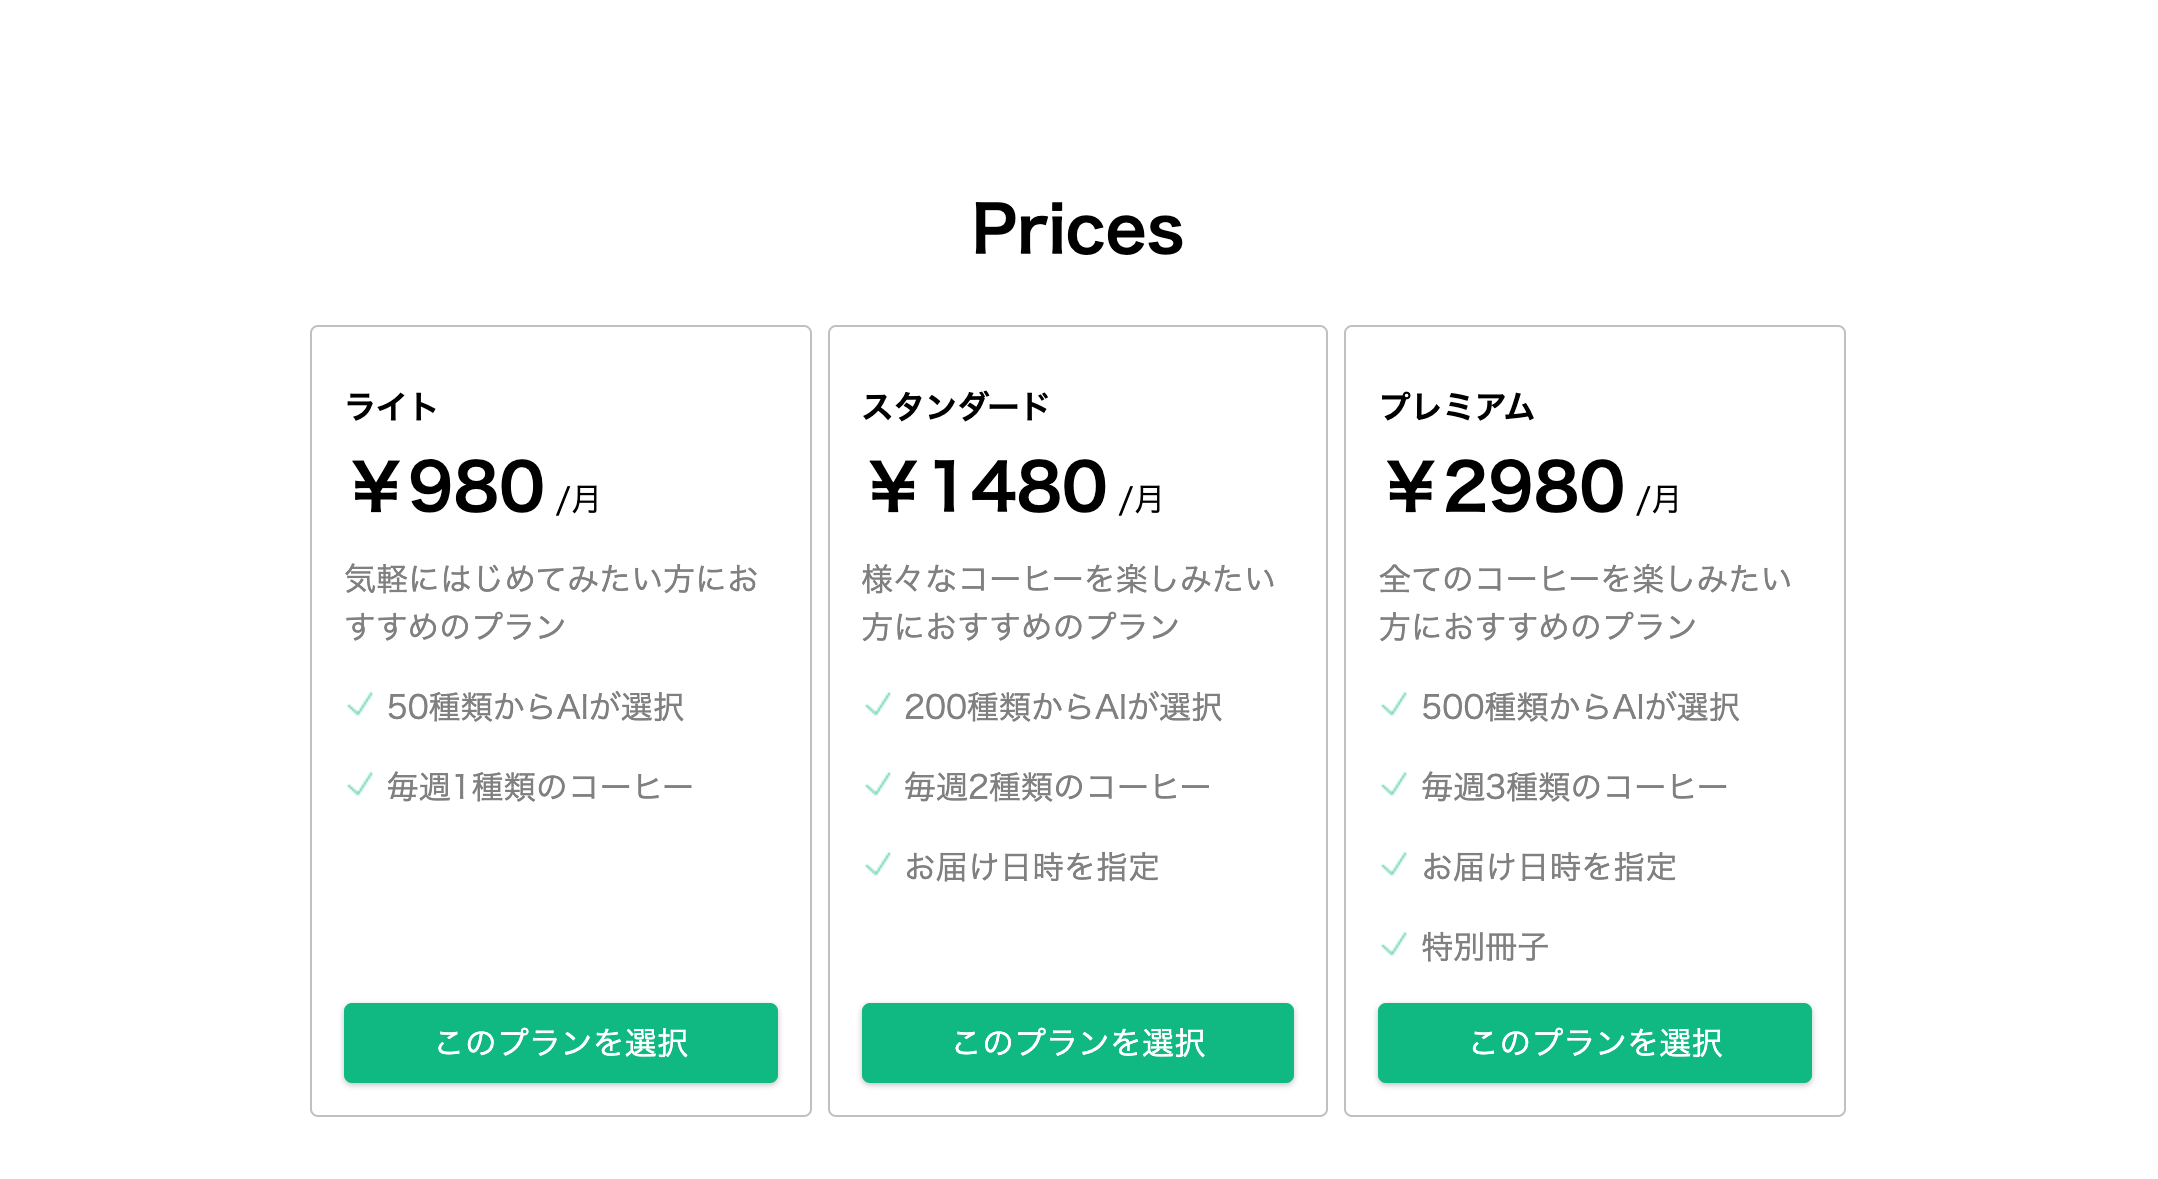 Prices
ライト
￥980 /月
気軽にはじめてみたい方にお
すすめのプラン
50種類からAIが選択
毎週1種類のコーヒー
このプランを選択
スタンダード
￥1480 /月
様々なコーヒーを楽しみたい
方におすすめのプラン
200種類からAIが選択
毎週2種類のコーヒー
お届け日時を指定
このプランを選択
プレミアム
￥2980 /月
全てのコーヒーを楽しみたい
方におすすめのプラン
500種類からAIが選択
毎週3種類のコーヒー
お届け日時を指定
特別冊子
このプランを選択